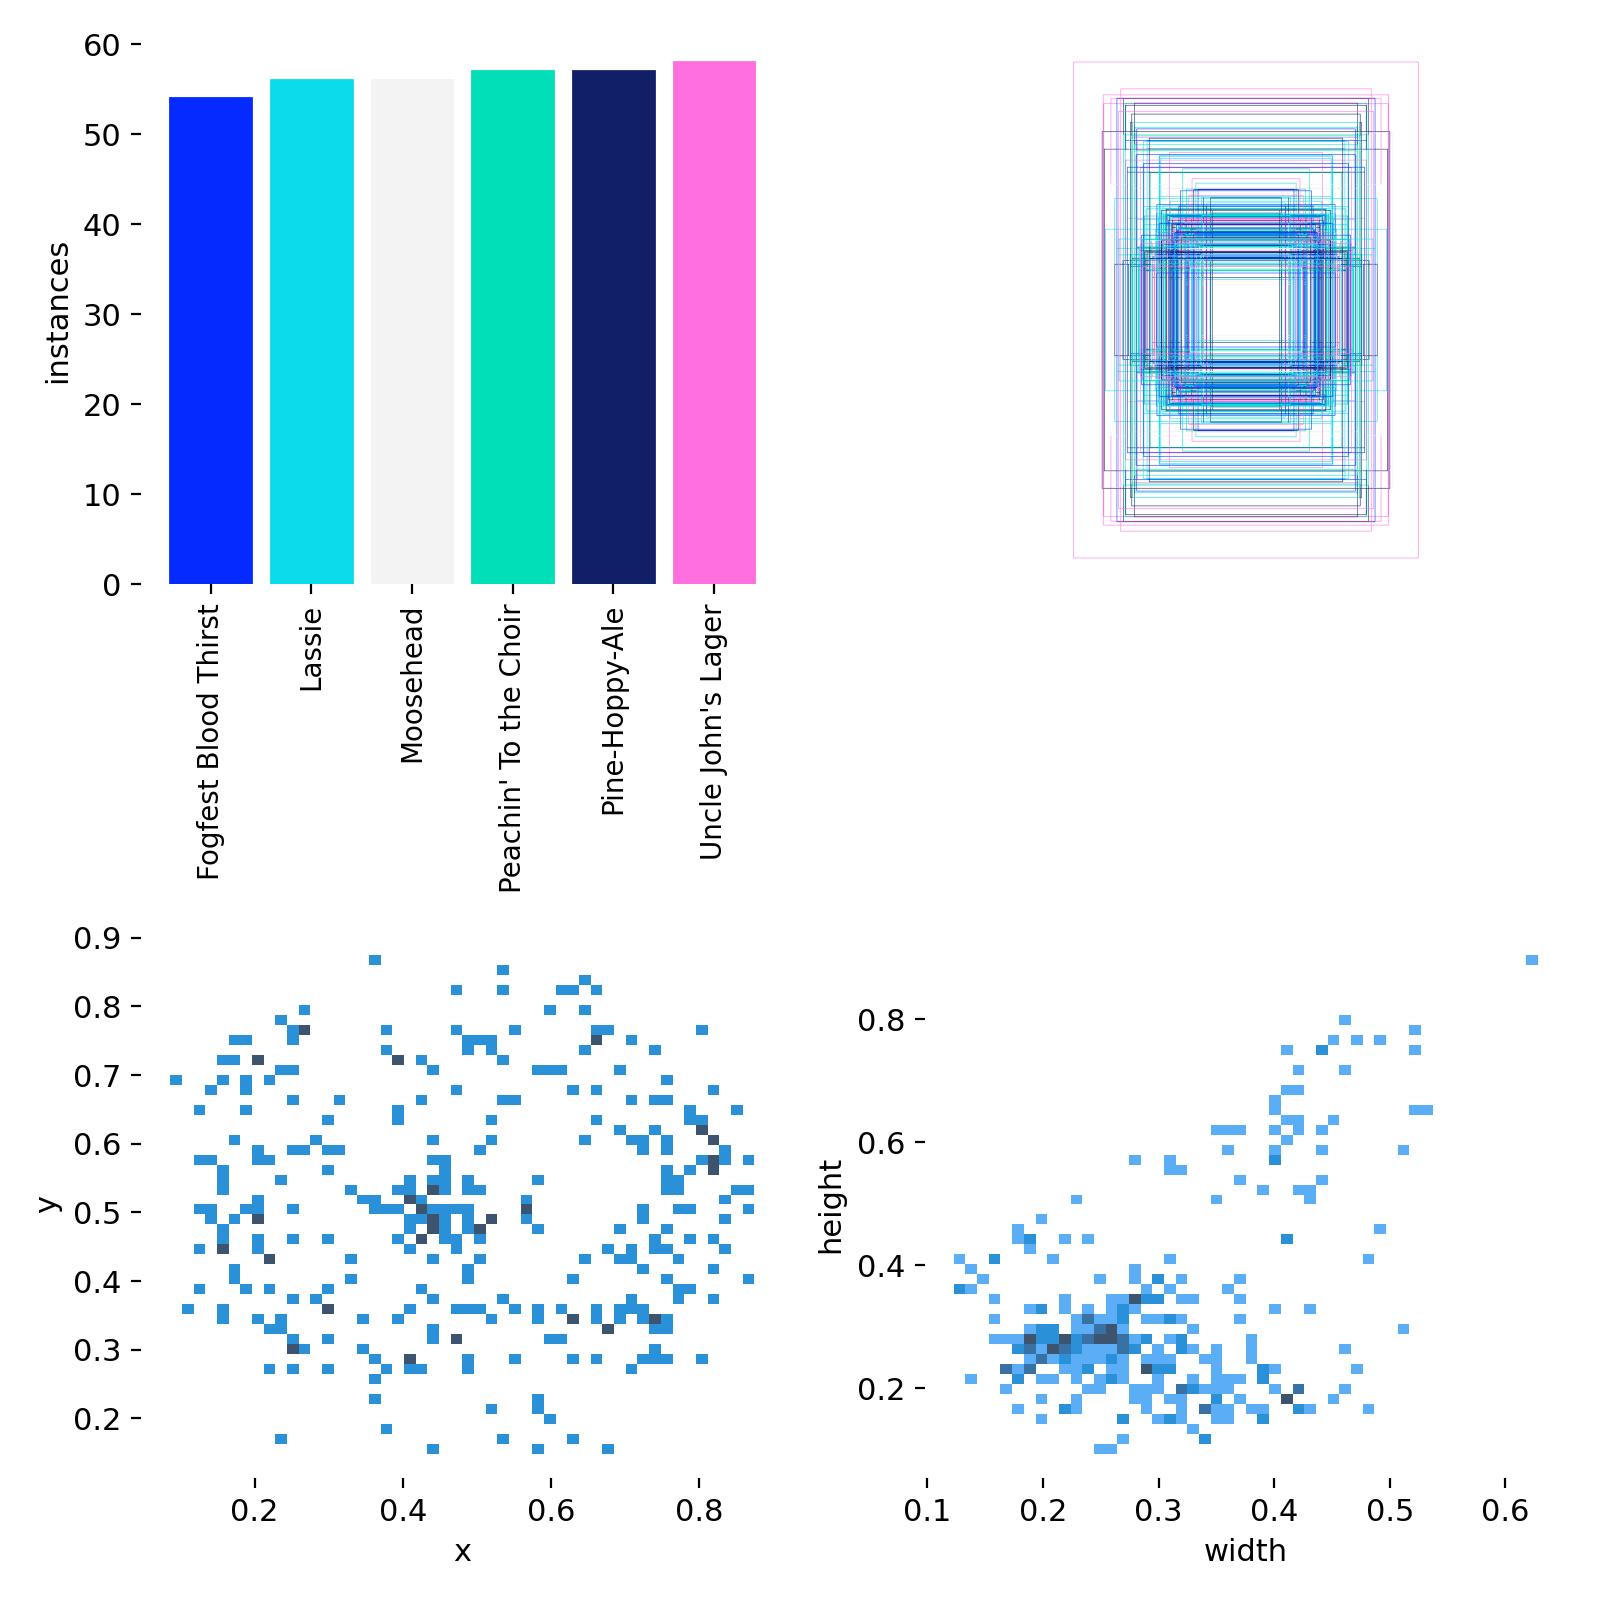 60
50
40
30
20
10
0
instances
Fogfest Blood Thirst
Lassie
Moosehead
Peachin' To the Choir
Pine-Hoppy-Ale
Uncle John's Lager
0.9
0.8
0.7
0.6
0.5
0.4
0.3
0.2
y
0.2 0.4 0.6 0.8
x
0.8
0.6
0.4
0.2
height
0.1 0.2 0.3 0.4 0.5 0.6
width